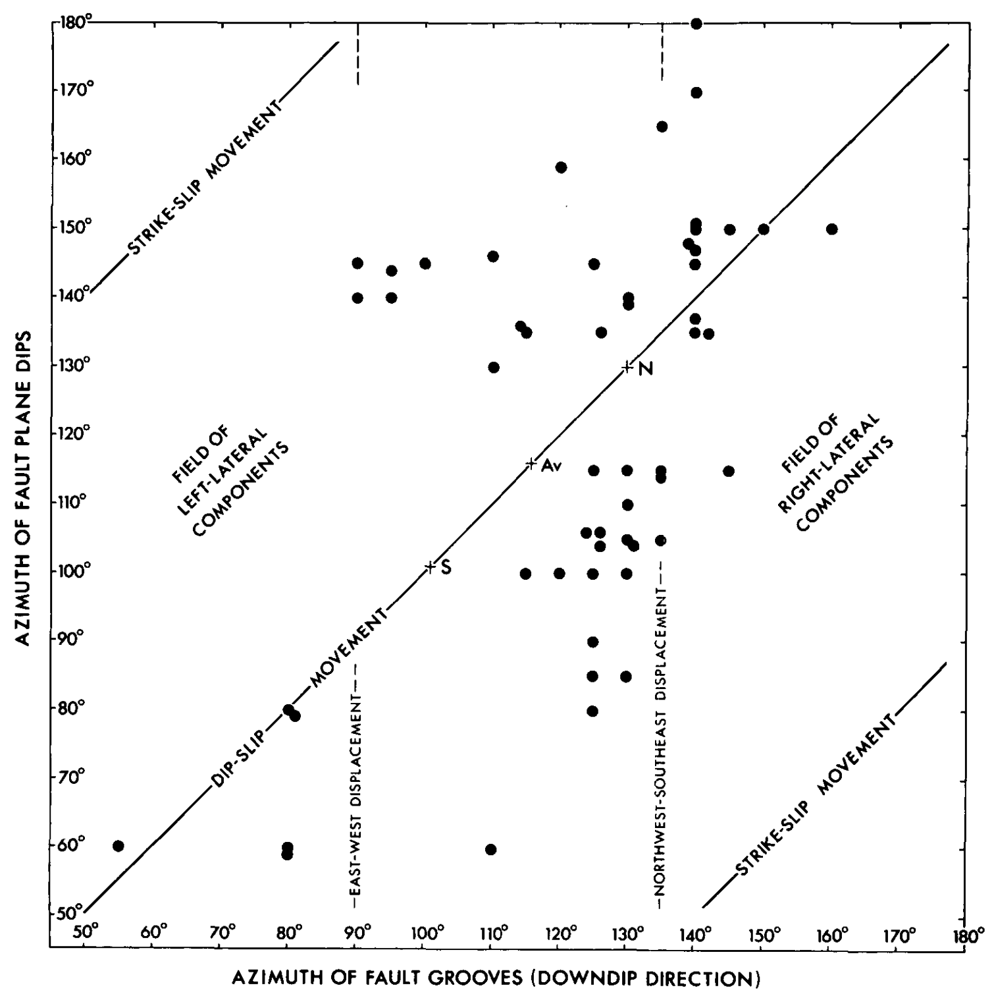 180°
170°
160°
150°
140°
130°
120°
110°
100°
90°
80°
70°
60°
50°
AZIMUTH OF FAULT PLANE DIPS
STRIKE-SLIP MOVEMENT
FIELD OF
LEFT-LATERAL
COMPONENTS
N
Av
S
DIP-SLIP MOVEMENT
EAST-WEST DISPLACEMENT
NORTHWEST-SOUTHEAST DISPLACEMENT
FIELD OF
RIGHT-LATERAL
COMPONENTS
STRIKE-SLIP MOVEMENT
50° 60° 70° 80° 90° 100° 110° 120° 130° 140° 150° 160° 170° 180°
AZIMUTH OF FAULT GROOVES (DOWNDIP DIRECTION)